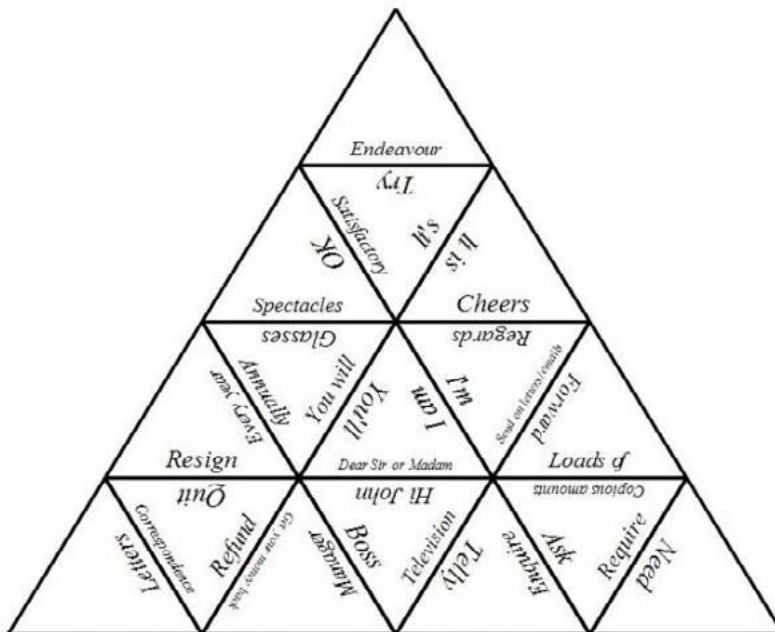 Endeavour
Try
Satisfactory
OK
It's
It is
Spectacles
Cheers
Glasses
Regards
Every year
Annually
You will
You'll
I am
I'm
Send on letters/emails
Forward
Resign
Dear Sir or Madam
Loads of
Quit
Hi John
Copious amounts
Letters
Correspondence
Refund
Get your money back
Manager
Boss
Television
Telly
Enquire
Ask
Require
Need